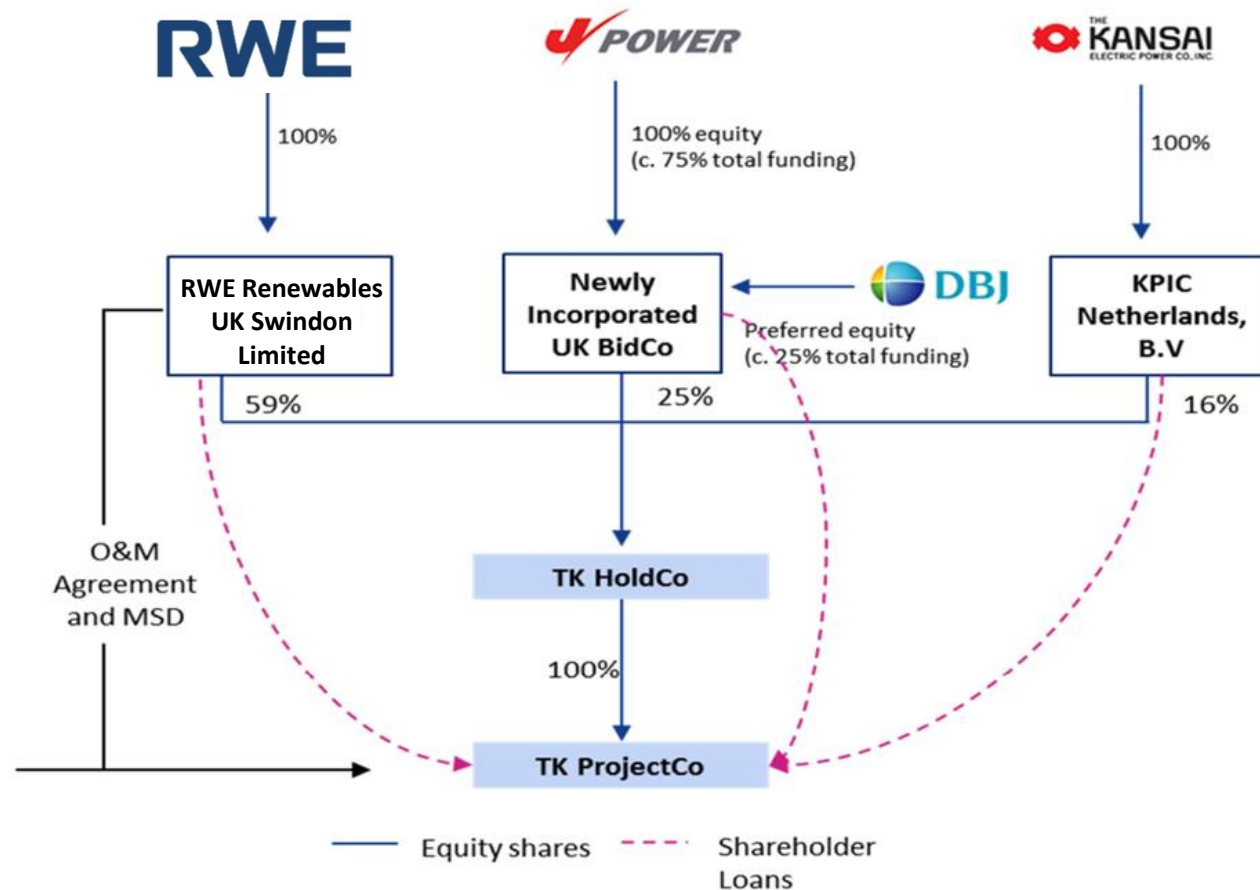 RWE
J POWER
THE
KANSAI
ELECTRIC POWER CO., INC.
100%
100% equity
(c. 75% total funding)
100%
RWE Renewables
UK Swindon
Limited
Newly
Incorporated
UK BidCo
DBJ
Preferred equity
(c. 25% total funding)
KPIC
Netherlands,
B.V
59%
25%
16%
O&M
Agreement
and MSD
TK HoldCo
100%
TK ProjectCo
Equity shares
Shareholder
Loans